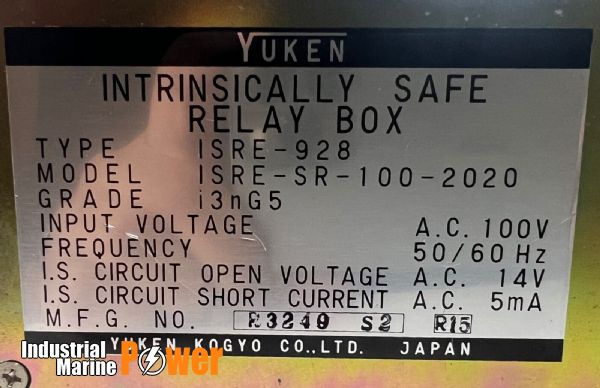 YUKEN
INTRINSICALLY SAFE
RELAY BOX
TYPE ISRE-928
MODEL ISRE-SR-100-2020
GRADE i3nG5
INPUT VOLTAGE A.C. 100V
FREQUENCY 50/60 Hz
I.S. CIRCUIT OPEN VOLTAGE A.C. 14V
I.S. CIRCUIT SHORT CURRENT A.C. 5mA
M.F.G. NO. R3249 S2 R15
YUKEN KOGYO CO.,LTD. JAPAN
Industrial
Marine Power